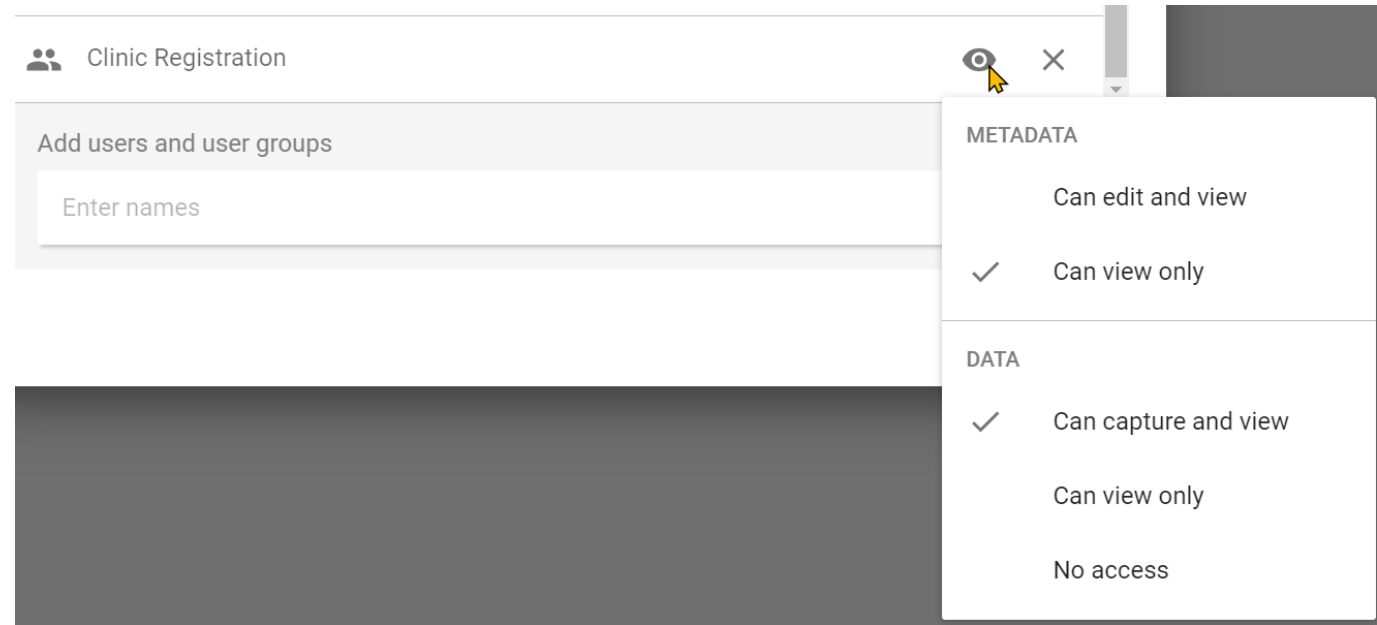 Clinic Registration
Add users and user groups
Enter names
METADATA
Can edit and view
Can view only
DATA
Can capture and view
Can view only
No access